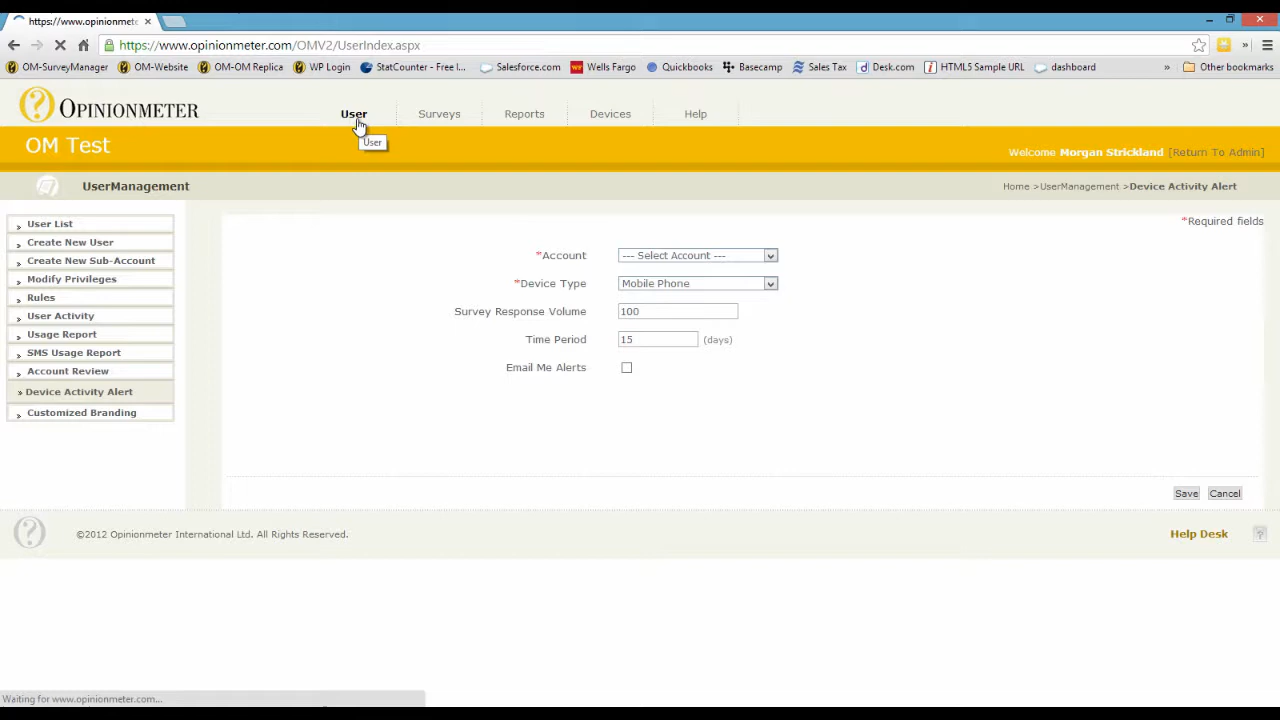 https://www.opinionmete
https://www.opinionmeter.com/OMV2/UserIndex.aspx
OM-SurveyManager OM-Website OM-OM Replica WP Login StatCounter - Free I... Salesforce.com Wells Fargo Quickbooks Basecamp Sales Tax Desk.com HTML5 Sample URL dashboard » Other bookmarks
OPINIONMETER
User Surveys Reports Devices Help
User
OM Test
Welcome Morgan Strickland [Return To Admin]
UserManagement
Home >UserManagement >Device Activity Alert
User List
Create New User
Create New Sub-Account
Modify Privileges
Rules
User Activity
Usage Report
SMS Usage Report
Account Review
» Device Activity Alert
Customized Branding
*Required fields
*Account --- Select Account ---
*Device Type Mobile Phone
Survey Response Volume 100
Time Period 15 (days)
Email Me Alerts
Save Cancel
©2012 Opinionmeter International Ltd. All Rights Reserved.
Help Desk
Waiting for www.opinionmeter.com...